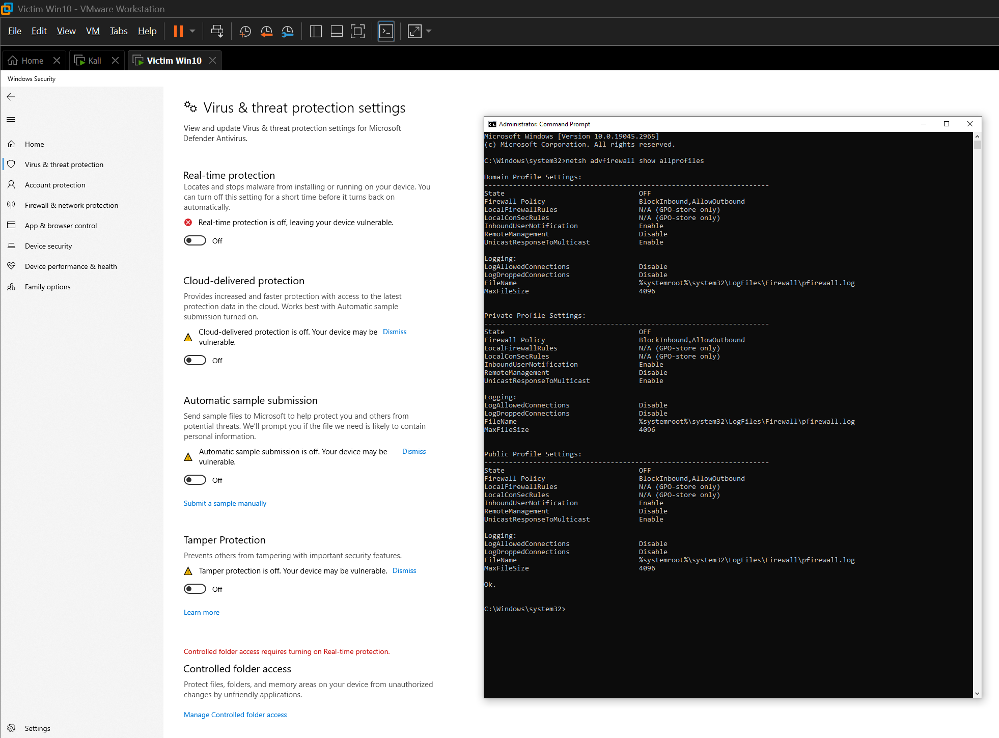 Victim Win10 - VMware Workstation
File Edit View VM Tabs Help
Home Kali Victim Win10
Windows Security
Home
Virus & threat protection
Account protection
Firewall & network protection
App & browser control
Device security
Device performance & health
Family options
Settings
Virus & threat protection settings
View and update Virus & threat protection settings for Microsoft
Defender Antivirus.
Real-time protection
Locates and stops malware from installing or running on your device. You
can turn off this setting for a short time before it turns back on
automatically.
Real-time protection is off, leaving your device vulnerable.
Off
Cloud-delivered protection
Provides increased and faster protection with access to the latest
protection data in the cloud. Works best with Automatic sample
submission turned on.
Cloud-delivered protection is off. Your device may be Dismiss
vulnerable.
Off
Automatic sample submission
Send sample files to Microsoft to help protect you and others from
potential threats. We'll prompt you if the file we need is likely to contain
personal information.
Automatic sample submission is off. Your device may be Dismiss
vulnerable.
Off
Submit a sample manually
Tamper Protection
Prevents others from tampering with important security features.
Tamper protection is off. Your device may be vulnerable. Dismiss
Off
Learn more
Controlled folder access requires turning on Real-time protection.
Controlled folder access
Protect files, folders, and memory areas on your device from unauthorized
changes by unfriendly applications.
Manage Controlled folder access
Administrator: Command Prompt
Microsoft Windows [Version 10.0.19045.2965]
(c) Microsoft Corporation. All rights reserved.
C:\Windows\system32>netsh advfirewall show allprofiles
Domain Profile Settings:
----------------------------------------------------------------------
State OFF
Firewall Policy BlockInbound,AllowOutbound
LocalFirewallRules N/A (GPO-store only)
LocalConSecRules N/A (GPO-store only)
InboundUserNotification Enable
RemoteManagement Disable
UnicastResponseToMulticast Enable
Logging:
LogAllowedConnections Disable
LogDroppedConnections Disable
FileName %systemroot%\system32\LogFiles\Firewall\pfirewall.log
MaxFileSize 4096
Private Profile Settings:
----------------------------------------------------------------------
State OFF
Firewall Policy BlockInbound,AllowOutbound
LocalFirewallRules N/A (GPO-store only)
LocalConSecRules N/A (GPO-store only)
InboundUserNotification Enable
RemoteManagement Disable
UnicastResponseToMulticast Enable
Logging:
LogAllowedConnections Disable
LogDroppedConnections Disable
FileName %systemroot%\system32\LogFiles\Firewall\pfirewall.log
MaxFileSize 4096
Public Profile Settings:
----------------------------------------------------------------------
State OFF
Firewall Policy BlockInbound,AllowOutbound
LocalFirewallRules N/A (GPO-store only)
LocalConSecRules N/A (GPO-store only)
InboundUserNotification Enable
RemoteManagement Disable
UnicastResponseToMulticast Enable
Logging:
LogAllowedConnections Disable
LogDroppedConnections Disable
FileName %systemroot%\system32\LogFiles\Firewall\pfirewall.log
MaxFileSize 4096
Ok.
C:\Windows\system32>